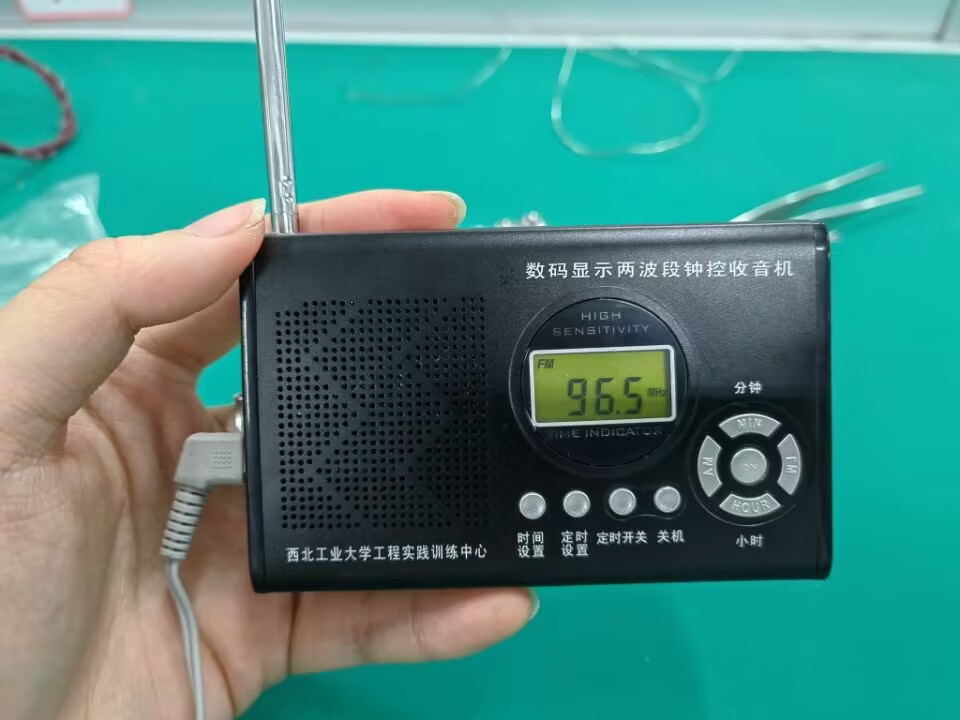 数码显示两波段钟控收音机
HIGH
SENSITIVITY
FM
96.5 MHz
TIME INDICATOR
分钟
MIN
AM
ON
FM
HOUR
小时
时间
设置
定时
设置
定时开关
关机
西北工业大学工程实践训练中心